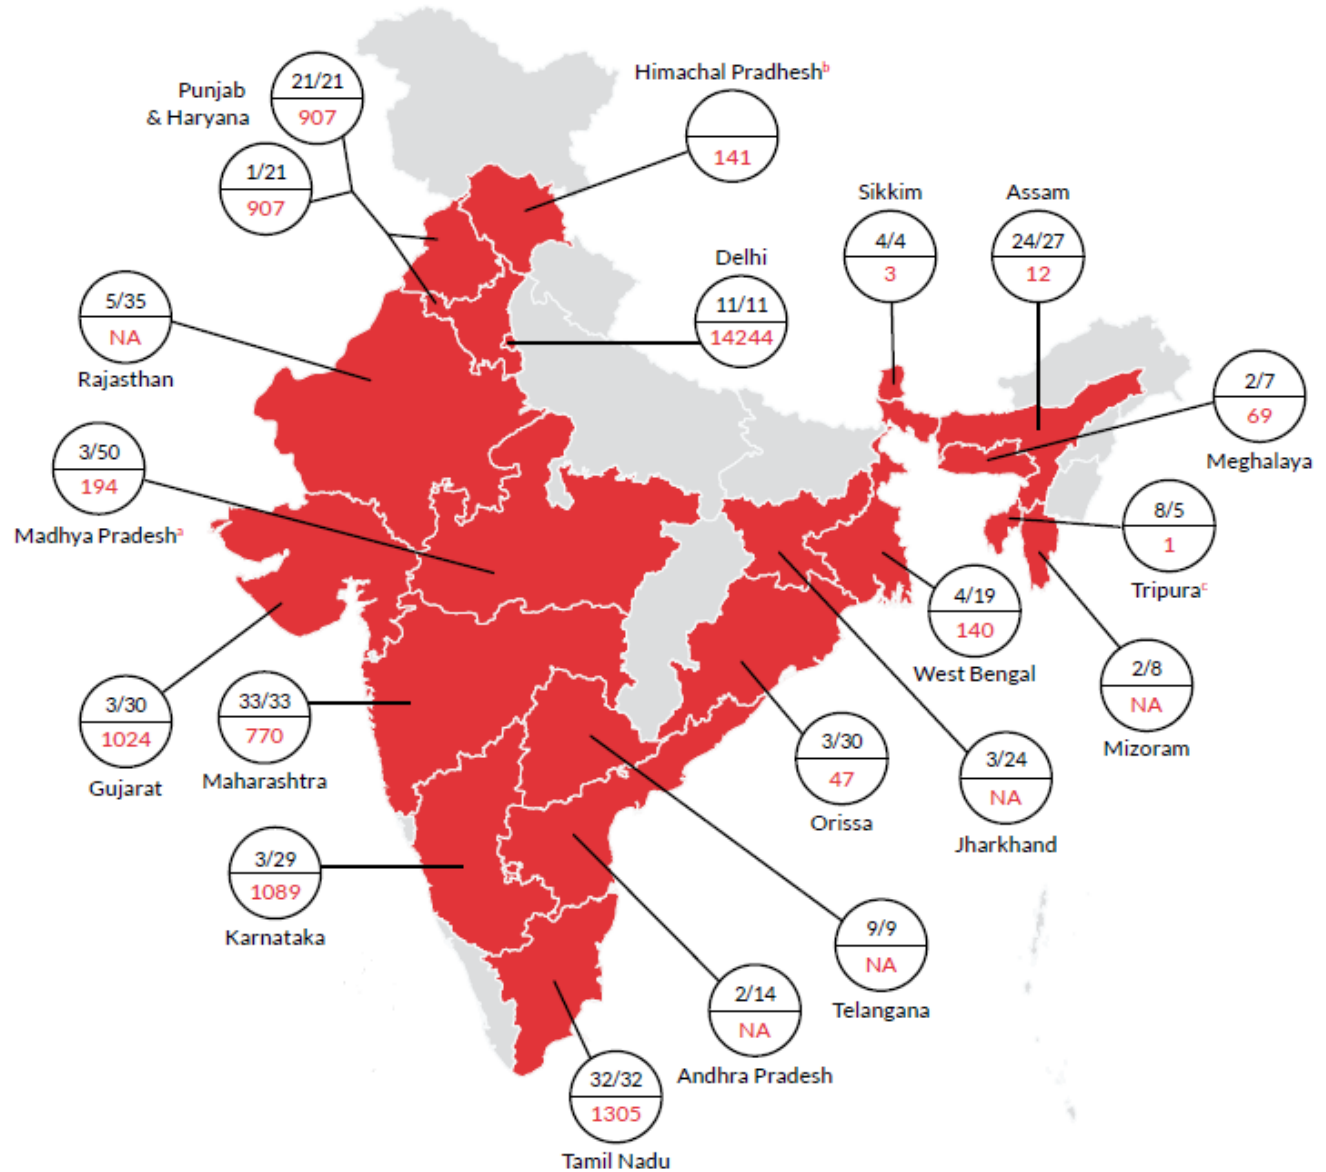 Punjab
& Haryana
21/21
907
1/21
907
Himachal Pradheshb
141
Sikkim
4/4
3
Assam
24/27
12
Delhi
11/11
14244
5/35
NA
Rajasthan
2/7
69
Meghalaya
3/50
194
Madhya Pradesha
8/5
1
Tripurac
4/19
140
West Bengal
2/8
NA
Mizoram
3/30
1024
Gujarat
33/33
770
Maharashtra
3/30
47
Orissa
3/24
NA
Jharkhand
3/29
1089
Karnataka
9/9
NA
Telangana
2/14
NA
Andhra Pradesh
32/32
1305
Tamil Nadu